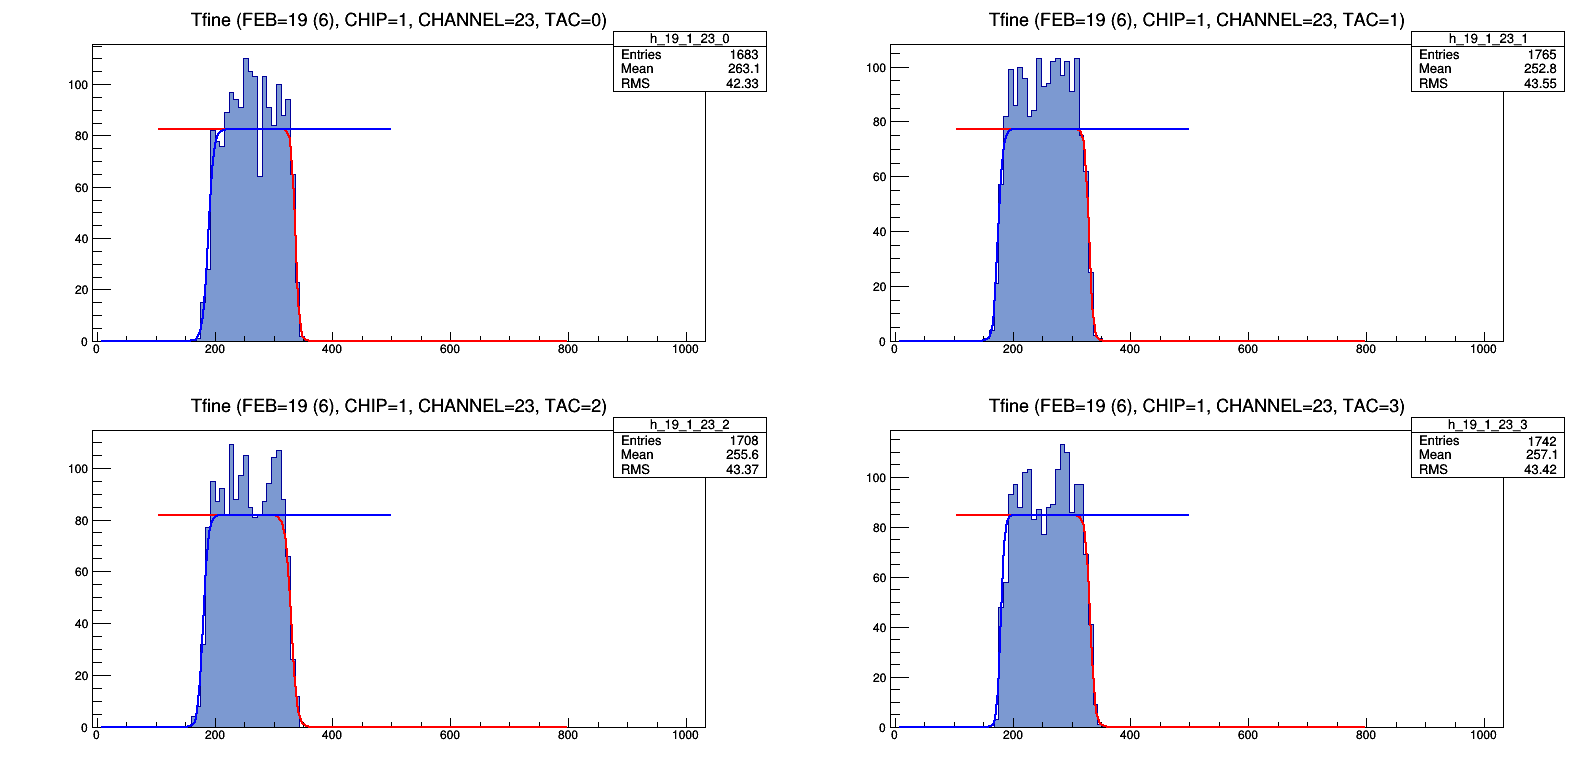 Tfine (FEB=19 (6), CHIP=1, CHANNEL=23, TAC=0)
h_19_1_23_0
Entries 1683
Mean 263.1
RMS 42.33
100
80
60
40
20
0
0 200 400 600 800 1000
Tfine (FEB=19 (6), CHIP=1, CHANNEL=23, TAC=1)
h_19_1_23_1
Entries 1765
Mean 252.8
RMS 43.55
100
80
60
40
20
0
0 200 400 600 800 1000
Tfine (FEB=19 (6), CHIP=1, CHANNEL=23, TAC=2)
h_19_1_23_2
Entries 1708
Mean 255.6
RMS 43.37
100
80
60
40
20
0
0 200 400 600 800 1000
Tfine (FEB=19 (6), CHIP=1, CHANNEL=23, TAC=3)
h_19_1_23_3
Entries 1742
Mean 257.1
RMS 43.42
100
80
60
40
20
0
0 200 400 600 800 1000